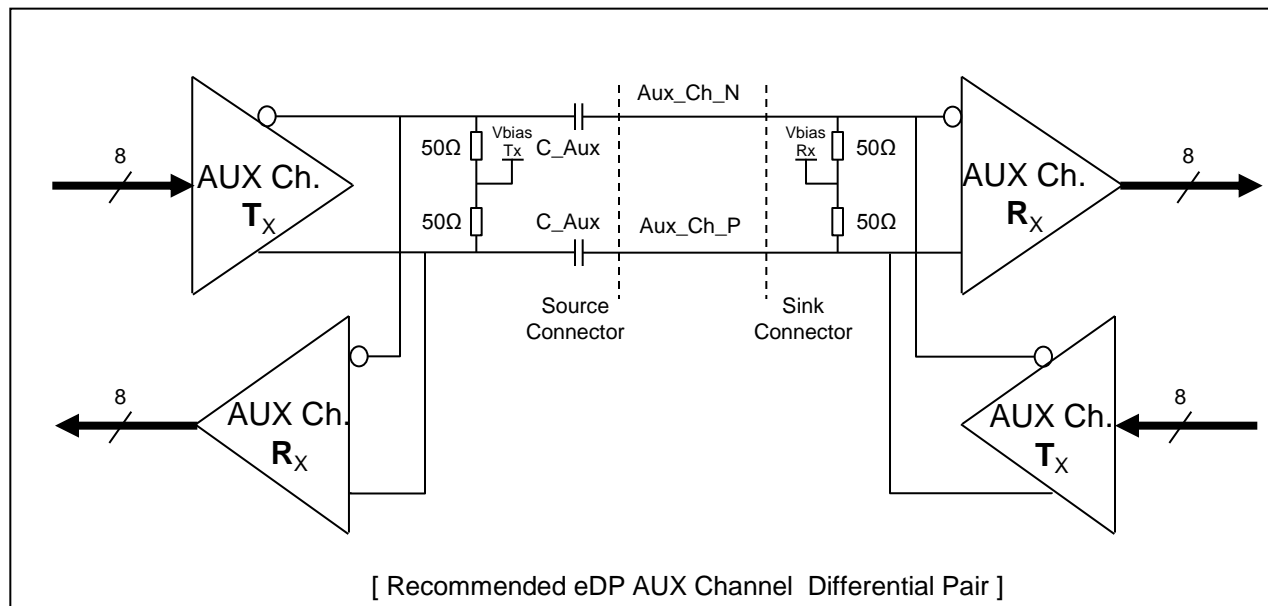 Aux_Ch_N
8
AUX Ch.
TX
50Ω
Vbias
Tx
C_Aux
Vbias
Rx
50Ω
AUX Ch.
RX
8
50Ω
C_Aux
Aux_Ch_P
50Ω
Source
Connector
Sink
Connector
8
AUX Ch.
RX
AUX Ch.
TX
8
[ Recommended eDP AUX Channel Differential Pair ]